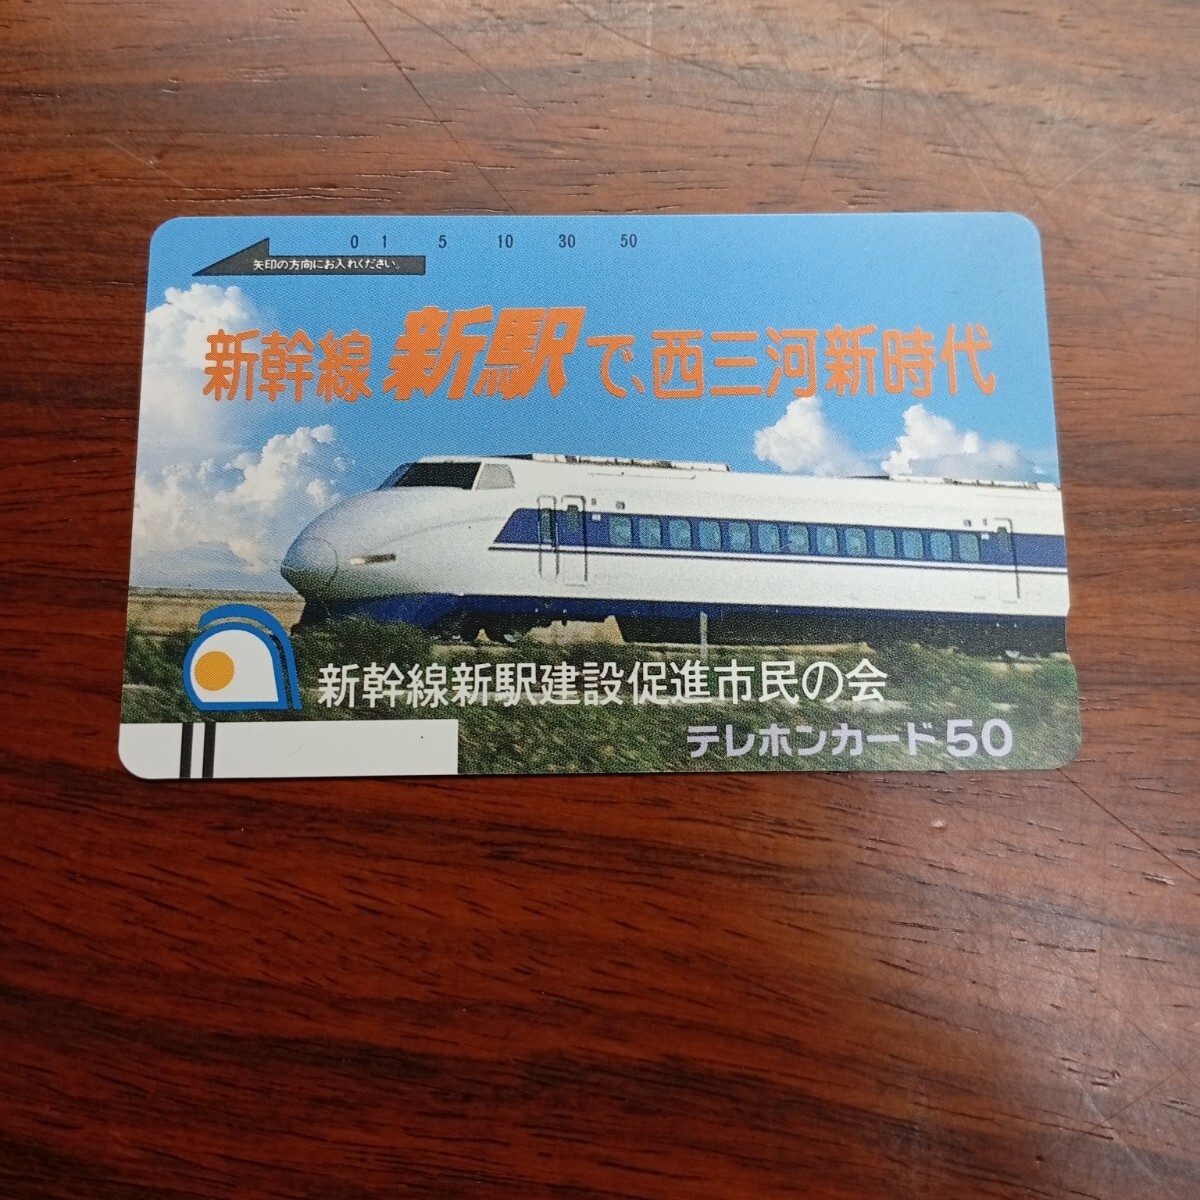 0 1 5 10 30 50
矢印の方向にお入れください。
新幹線新駅で、西三河新時代
新幹線新駅建設促進市民の会
テレホンカード50